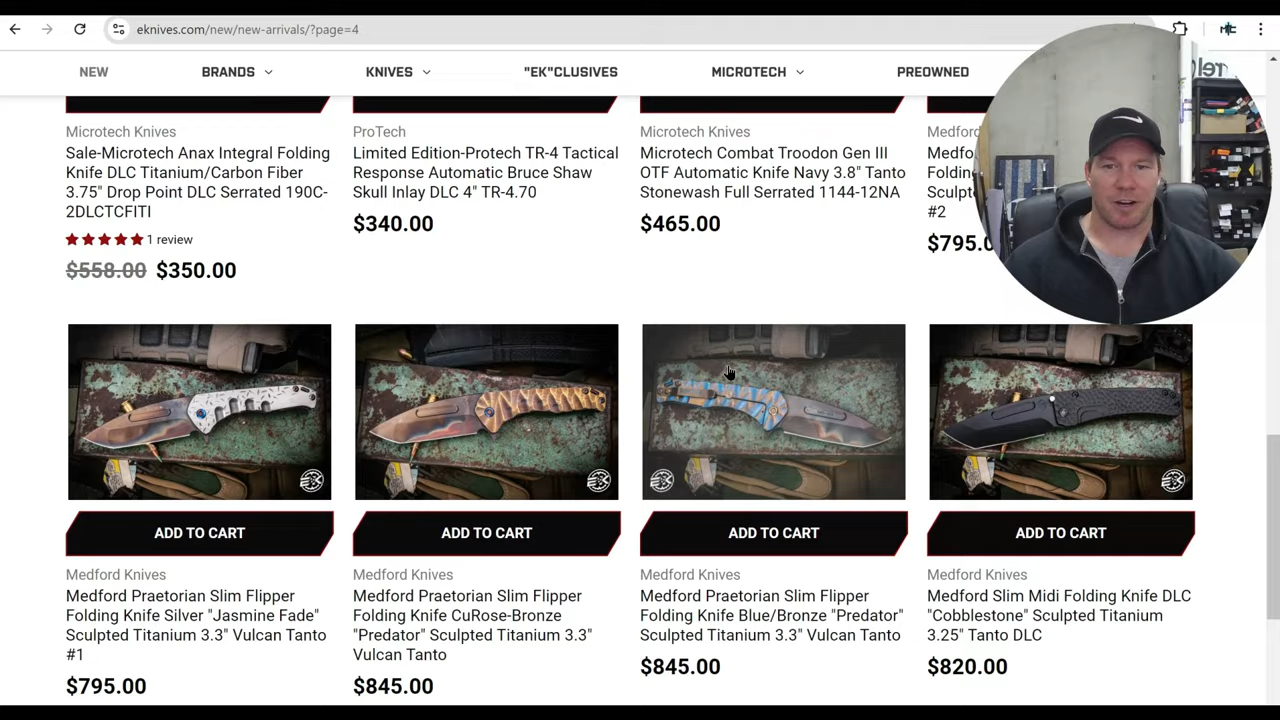 eknives.com/new/new-arrivals/?page=4
NEW BRANDS KNIVES "EK"CLUSIVES MICROTECH PREOWNED
Microtech Knives
Sale-Microtech Anax Integral Folding
Knife DLC Titanium/Carbon Fiber
3.75" Drop Point DLC Serrated 190C-
2DLCTCFITI
1 review
$558.00 $350.00
ProTech
Limited Edition-Protech TR-4 Tactical
Response Automatic Bruce Shaw
Skull Inlay DLC 4" TR-4.70
$340.00
Microtech Knives
Microtech Combat Troodon Gen III
OTF Automatic Knife Navy 3.8" Tanto
Stonewash Full Serrated 1144-12NA
$465.00
#2
ADD TO CART
Medford Knives
Medford Praetorian Slim Flipper
Folding Knife Silver "Jasmine Fade"
Sculpted Titanium 3.3" Vulcan Tanto
#1
$795.00
ADD TO CART
Medford Knives
Medford Praetorian Slim Flipper
Folding Knife CuRose-Bronze
"Predator" Sculpted Titanium 3.3"
Vulcan Tanto
$845.00
ADD TO CART
Medford Knives
Medford Praetorian Slim Flipper
Folding Knife Blue/Bronze "Predator"
Sculpted Titanium 3.3" Vulcan Tanto
$845.00
ADD TO CART
Medford Knives
Medford Slim Midi Folding Knife DLC
"Cobblestone" Sculpted Titanium
3.25" Tanto DLC
$820.00